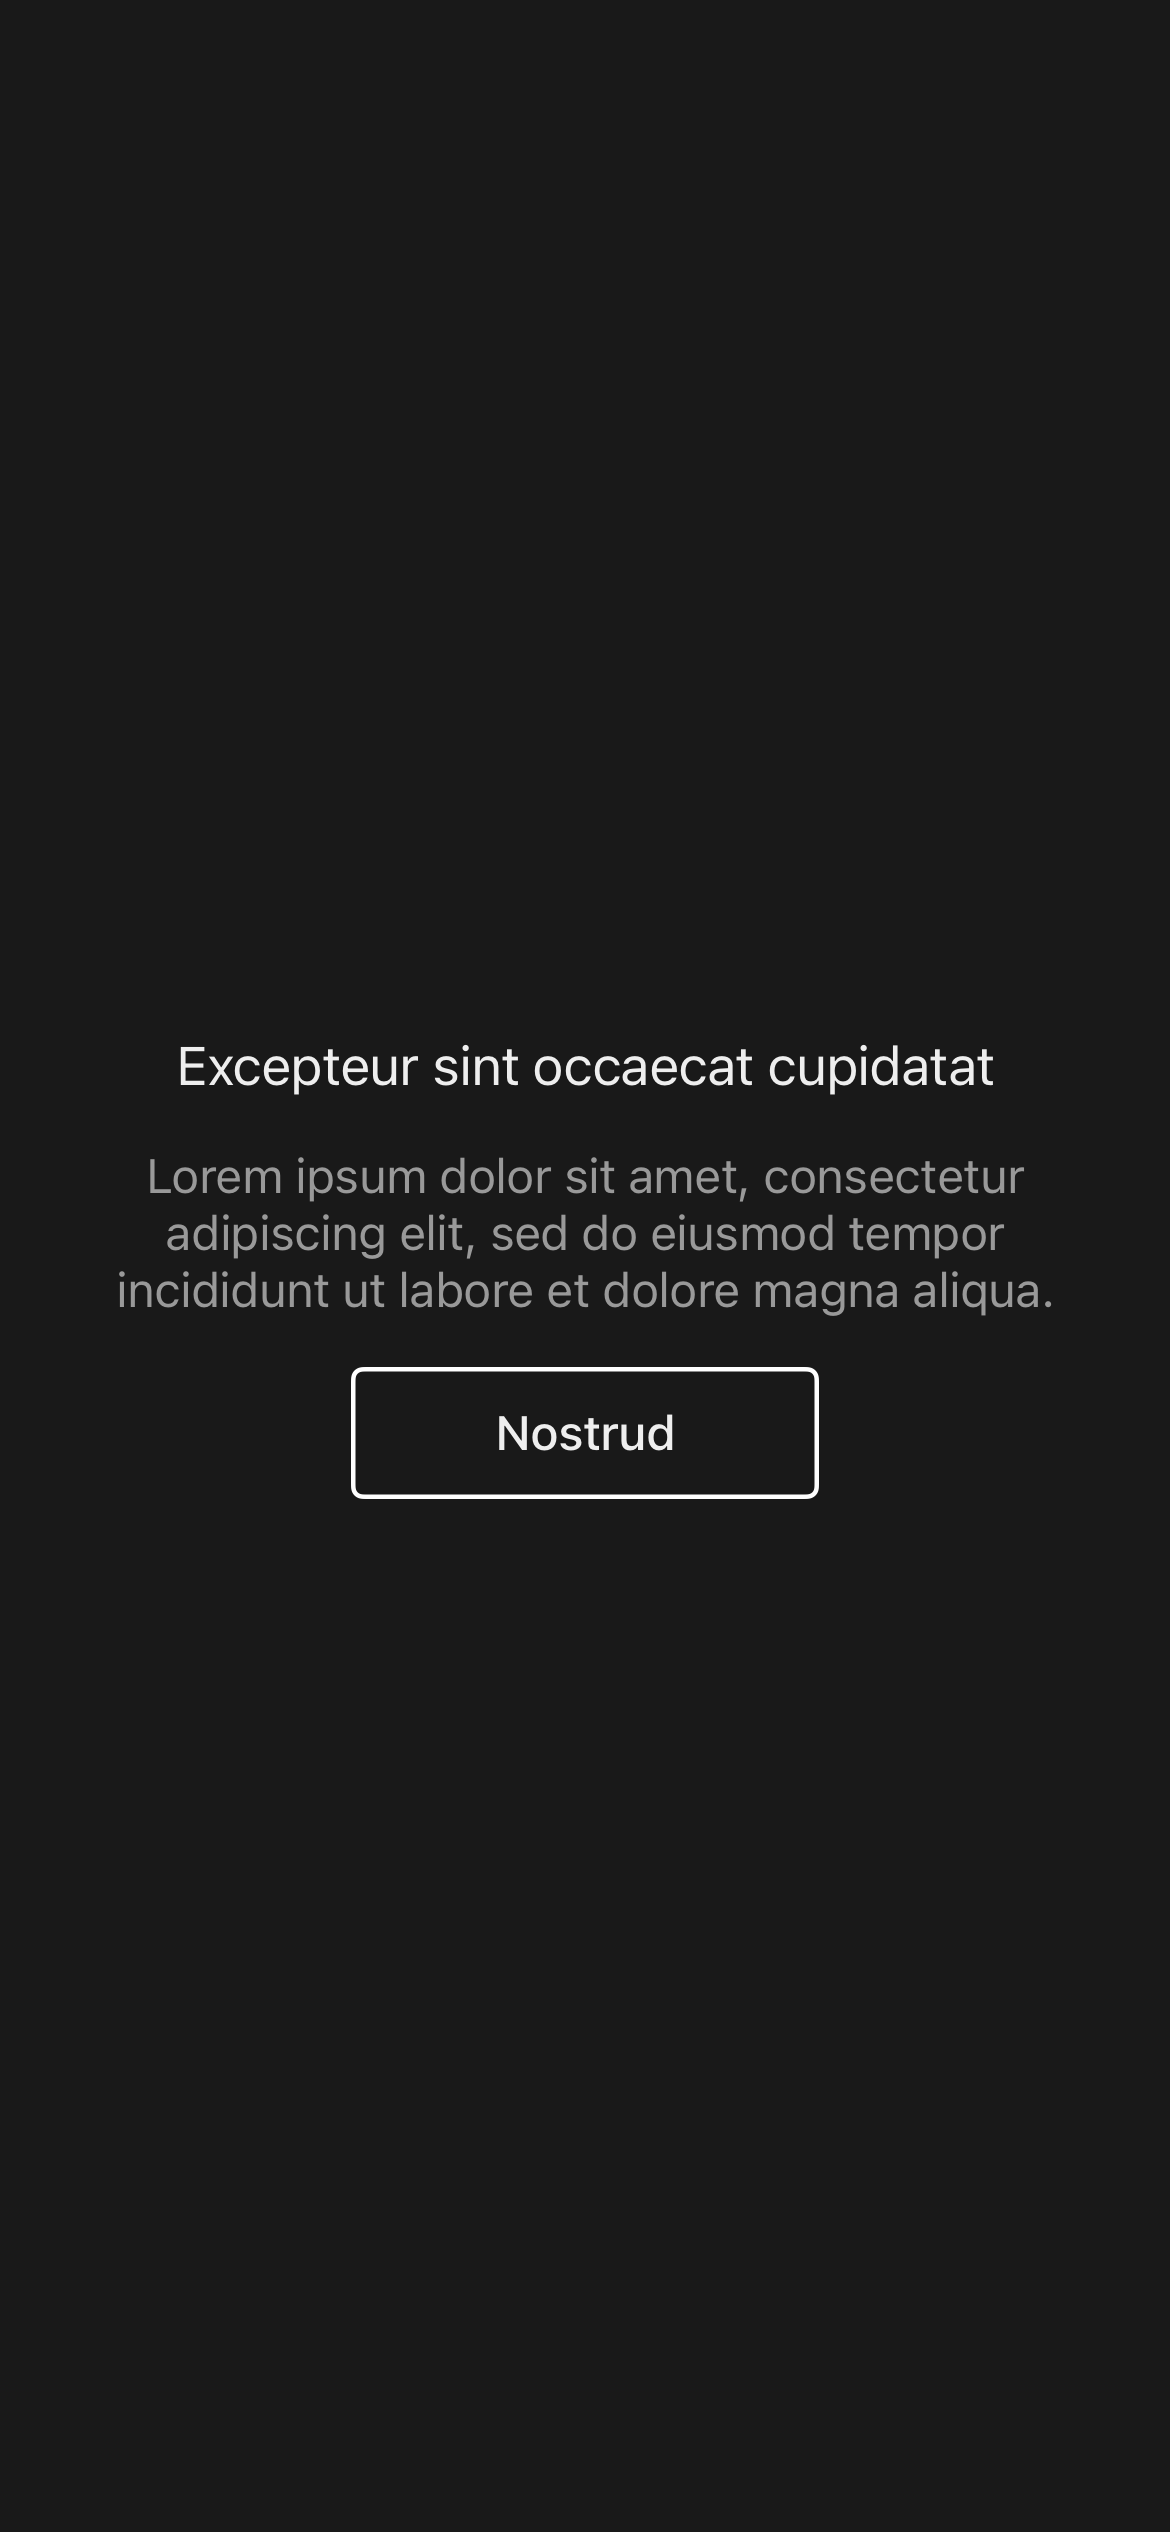 Excepteur sint occaecat cupidatat
Lorem ipsum dolor sit amet, consectetur
adipiscing elit, sed do eiusmod tempor
incididunt ut labore et dolore magna aliqua.
Nostrud